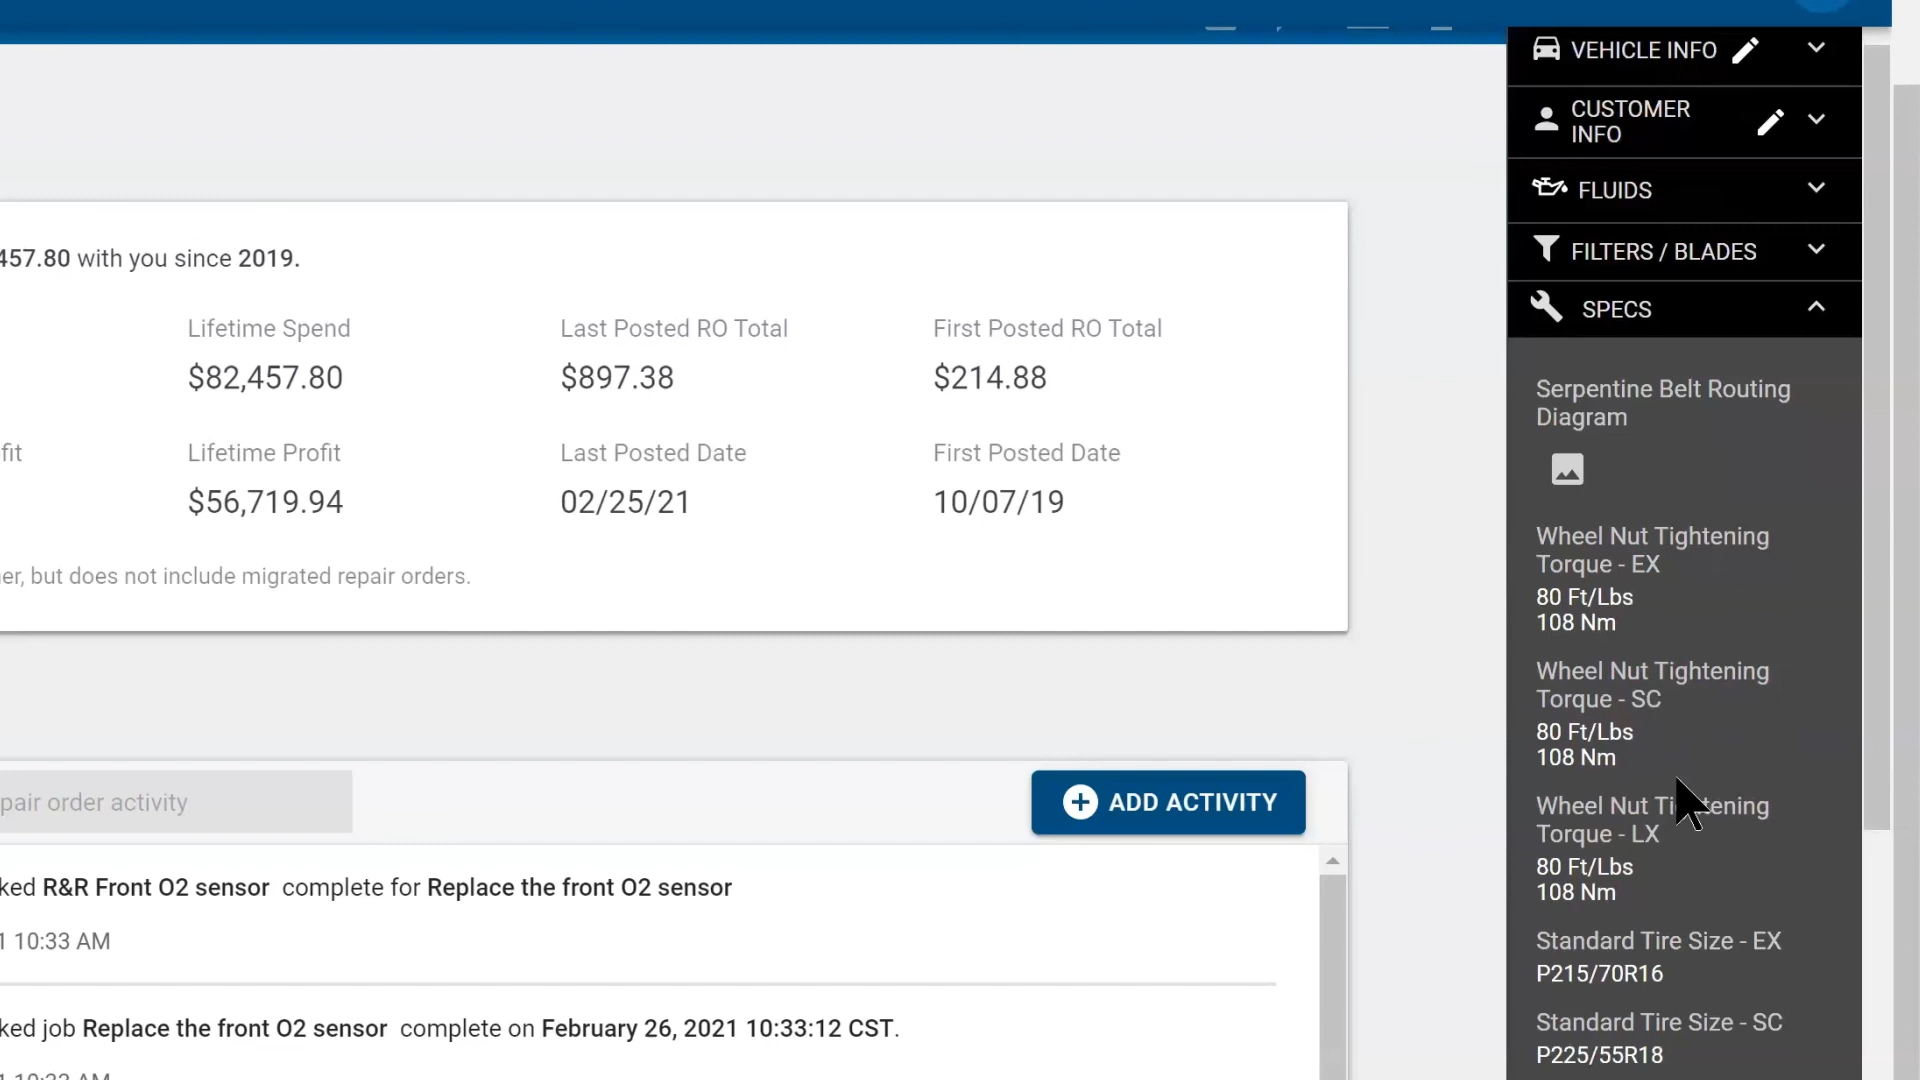 457.80 with you since 2019.
Lifetime Spend
$82,457.80
Last Posted RO Total
$897.38
First Posted RO Total
$214.88
fit
Lifetime Profit
$56,719.94
Last Posted Date
02/25/21
First Posted Date
10/07/19
er, but does not include migrated repair orders.
pair order activity
ADD ACTIVITY
ked R&R Front O2 sensor complete for Replace the front O2 sensor
1 10:33 AM
ked job Replace the front O2 sensor complete on February 26, 2021 10:33:12 CST.
1 10:33 AM
VEHICLE INFO
CUSTOMER
INFO
FLUIDS
FILTERS / BLADES
SPECS
Serpentine Belt Routing
Diagram
Wheel Nut Tightening
Torque - EX
80 Ft/Lbs
108 Nm
Wheel Nut Tightening
Torque - SC
80 Ft/Lbs
108 Nm
Wheel Nut Tightening
Torque - LX
80 Ft/Lbs
108 Nm
Standard Tire Size - EX
P215/70R16
Standard Tire Size - SC
P225/55R18